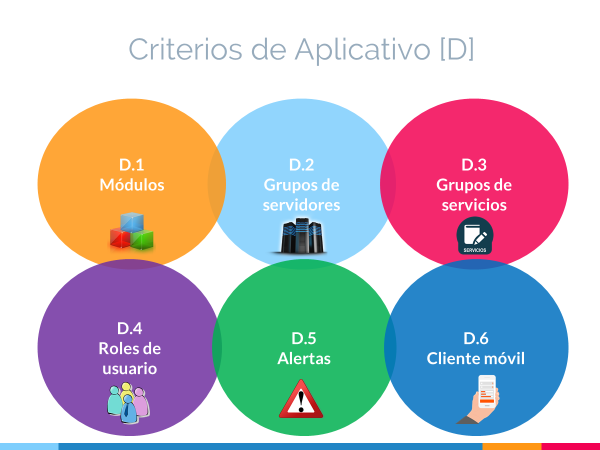 Criterios de Aplicativo [D]
D.1
Módulos
D.2
Grupos de
servidores
D.3
Grupos de
servicios
SERVICIOS
D.4
Roles de
usuario
D.5
Alertas
D.6
Cliente móvil